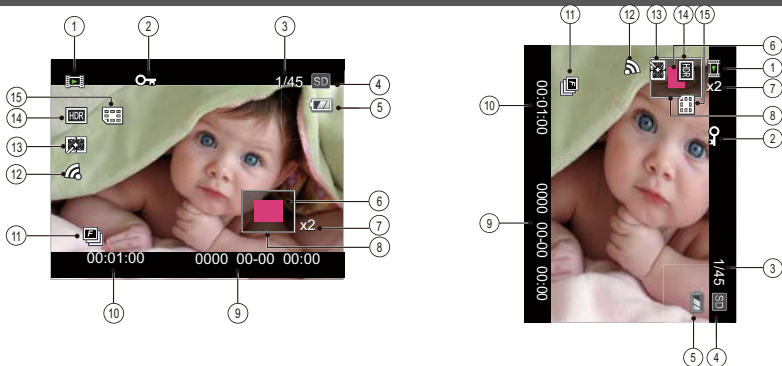 1 2 3
1/45 SD 4
5
15
14 HDR
13
12
6
x2 7
8
11 F
00:01:00 0000 00-00 00:00
10 9
11 12 13 14 15
6
HDR 1
x2 7
F
10 00:01:00
8
2
9 0000 00-00 00:00
1/45 3
SD
5 4